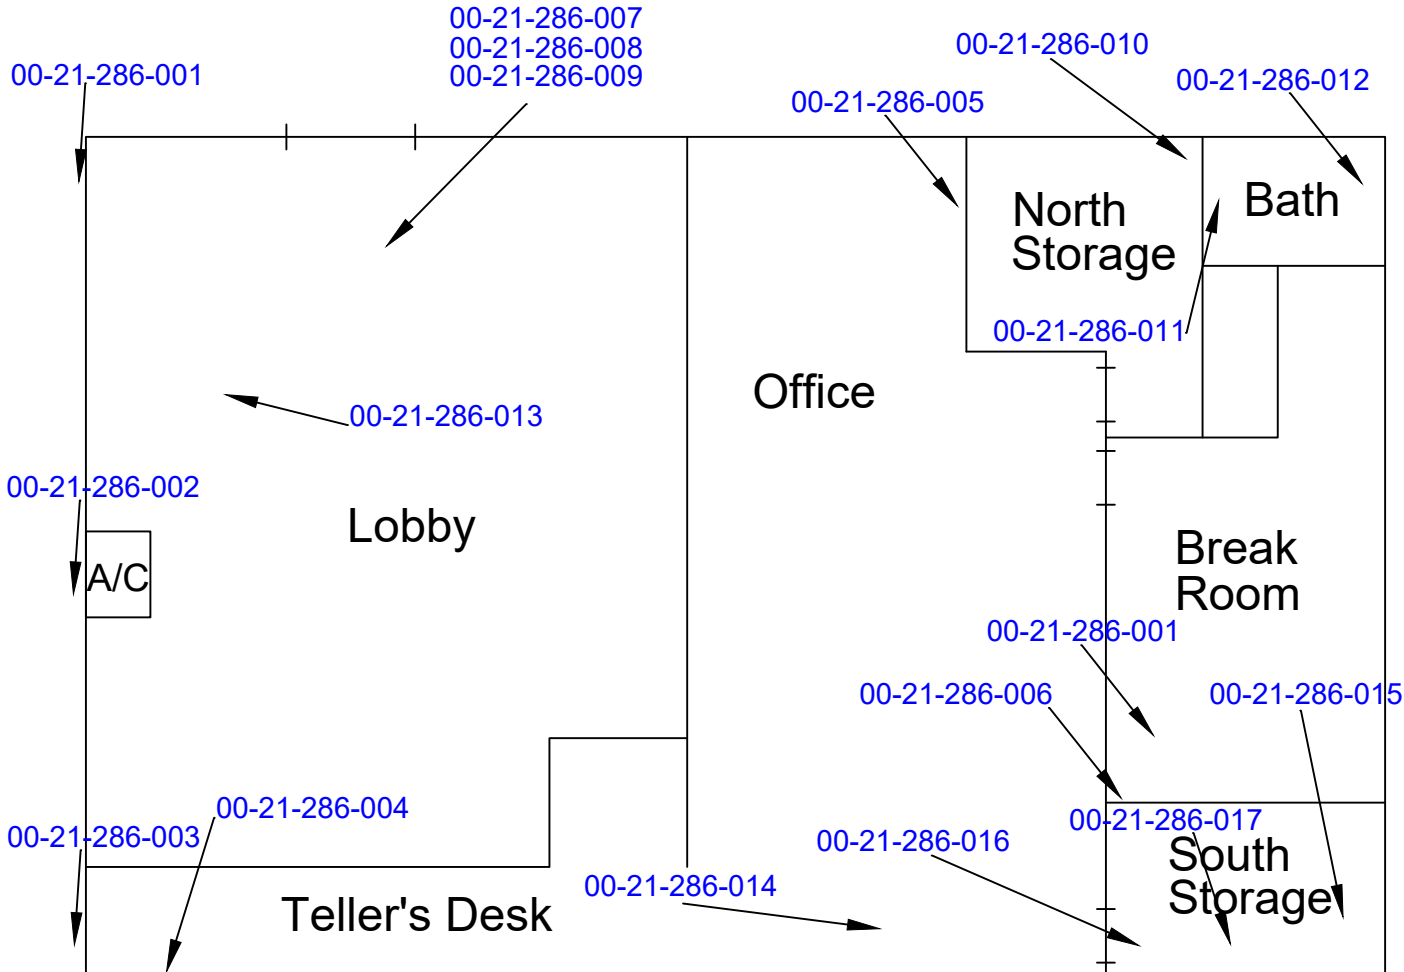 00-21-286-007
00-21-286-008
00-21-286-009
00-21-286-001
00-21-286-010
00-21-286-012
00-21-286-005
North
Storage
Bath
00-21-286-011
Office
00-21-286-013
00-21-286-002
Lobby
A/C
Break
Room
00-21-286-001
00-21-286-006
00-21-286-015
00-21-286-004
00-21-286-003
00-21-286-016
00-21-286-017
South
Storage
00-21-286-014
Teller's Desk